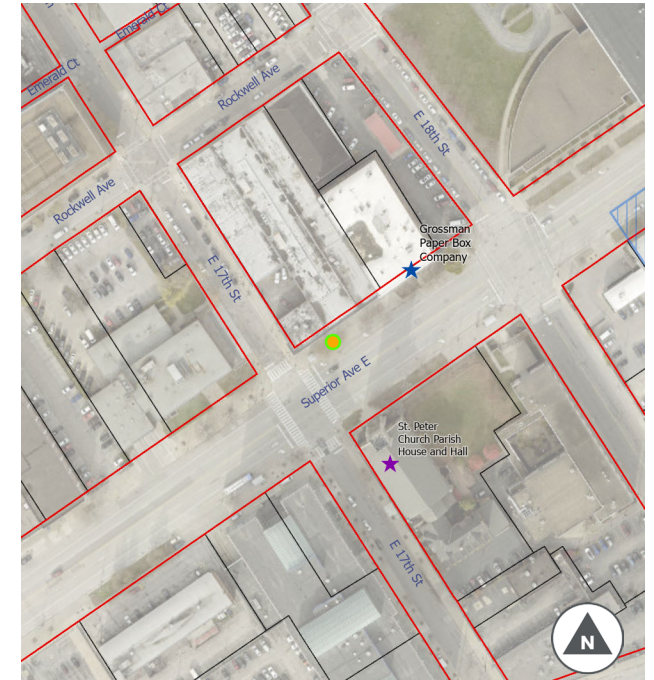 Emerald Ct
Emerald Ct
Rockwell Ave
E 18th St
Rockwell Ave
Grossman
Paper Box
Company
E 17th St
Superior Ave E
St. Peter
Church Parish
House and Hall
E 17th St
N